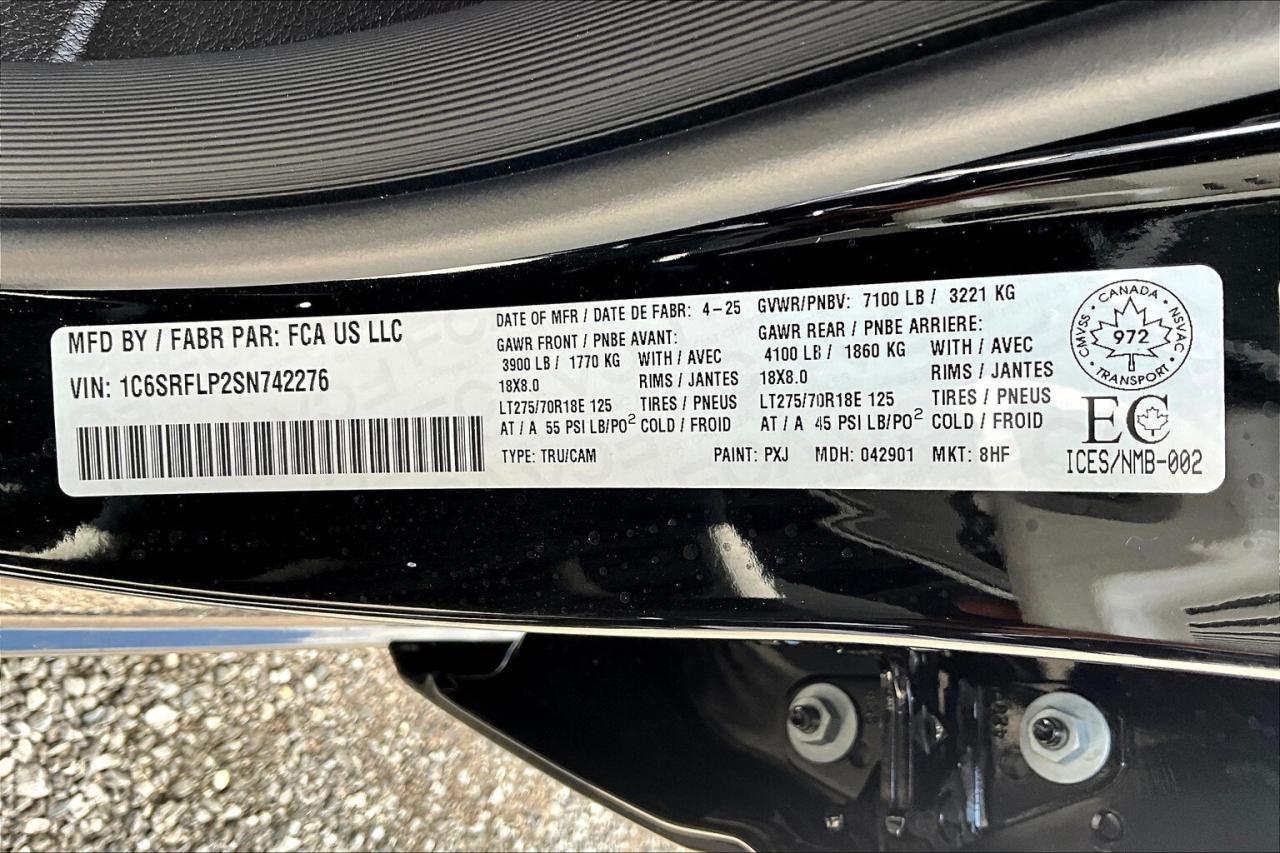 MFD BY / FABR PAR: FCA US LLC
VIN: 1C6SRFLP2SN742276
DATE OF MFR / DATE DE FABR: 4-25
GAWR FRONT / PNBE AVANT:
3900 LB / 1770 KG WITH / AVEC
18X8.0 RIMS / JANTES
LT275/70R18E 125 TIRES / PNEUS
AT / A 55 PSI LB/PO² COLD / FROID
TYPE: TRU/CAM
GVWR/PNBV: 7100 LB / 3221 KG
GAWR REAR / PNBE ARRIERE:
4100 LB / 1860 KG WITH / AVEC
18X8.0 RIMS / JANTES
LT275/70R18E 125 TIRES / PNEUS
AT / A 45 PSI LB/PO² COLD / FROID
PAINT: PXJ MDH: 042901 MKT: 8HF
CANADA
CMVSS 972 NSVAC
TRANSPORT
EC
ICES/NMB-002